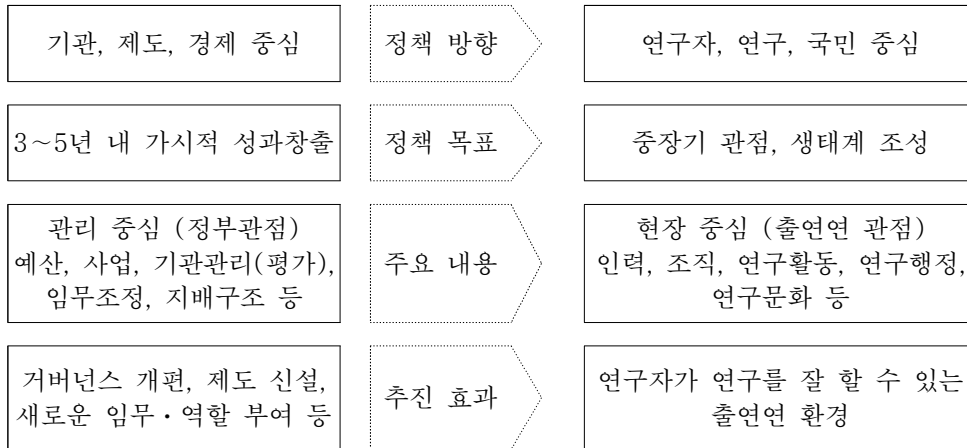 기관, 제도, 경제 중심
정책 방향
연구자, 연구, 국민 중심
3~5년 내 가시적 성과창출
정책 목표
중장기 관점, 생태계 조성
관리 중심 (정부관점)
예산, 사업, 기관관리(평가),
임무조정, 지배구조 등
주요 내용
현장 중심 (출연연 관점)
인력, 조직, 연구활동, 연구행정,
연구문화 등
거버넌스 개편, 제도 신설,
새로운 임무・역할 부여 등
추진 효과
연구자가 연구를 잘 할 수 있는
출연연 환경